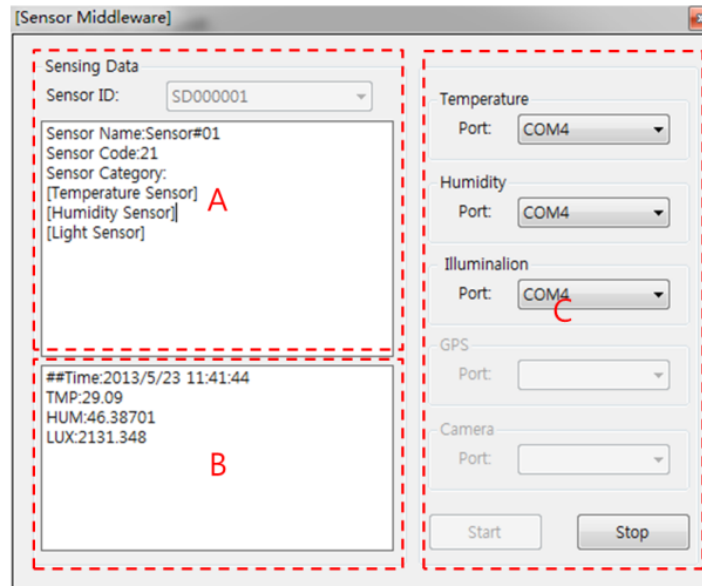 [Sensor Middleware]
Sensing Data
Sensor ID: SD000001
Sensor Name:Sensor#01
Sensor Code:21
Sensor Category:
[Temperature Sensor]
[Humidity Sensor]
[Light Sensor]
A
##Time:2013/5/23 11:41:44
TMP:29.09
HUM:46.38701
LUX:2131.348
B
Temperature
Port: COM4
Humidity
Port: COM4
Illuminalion
Port: COM4
C
GPS
Port:
Camera
Port:
Start
Stop